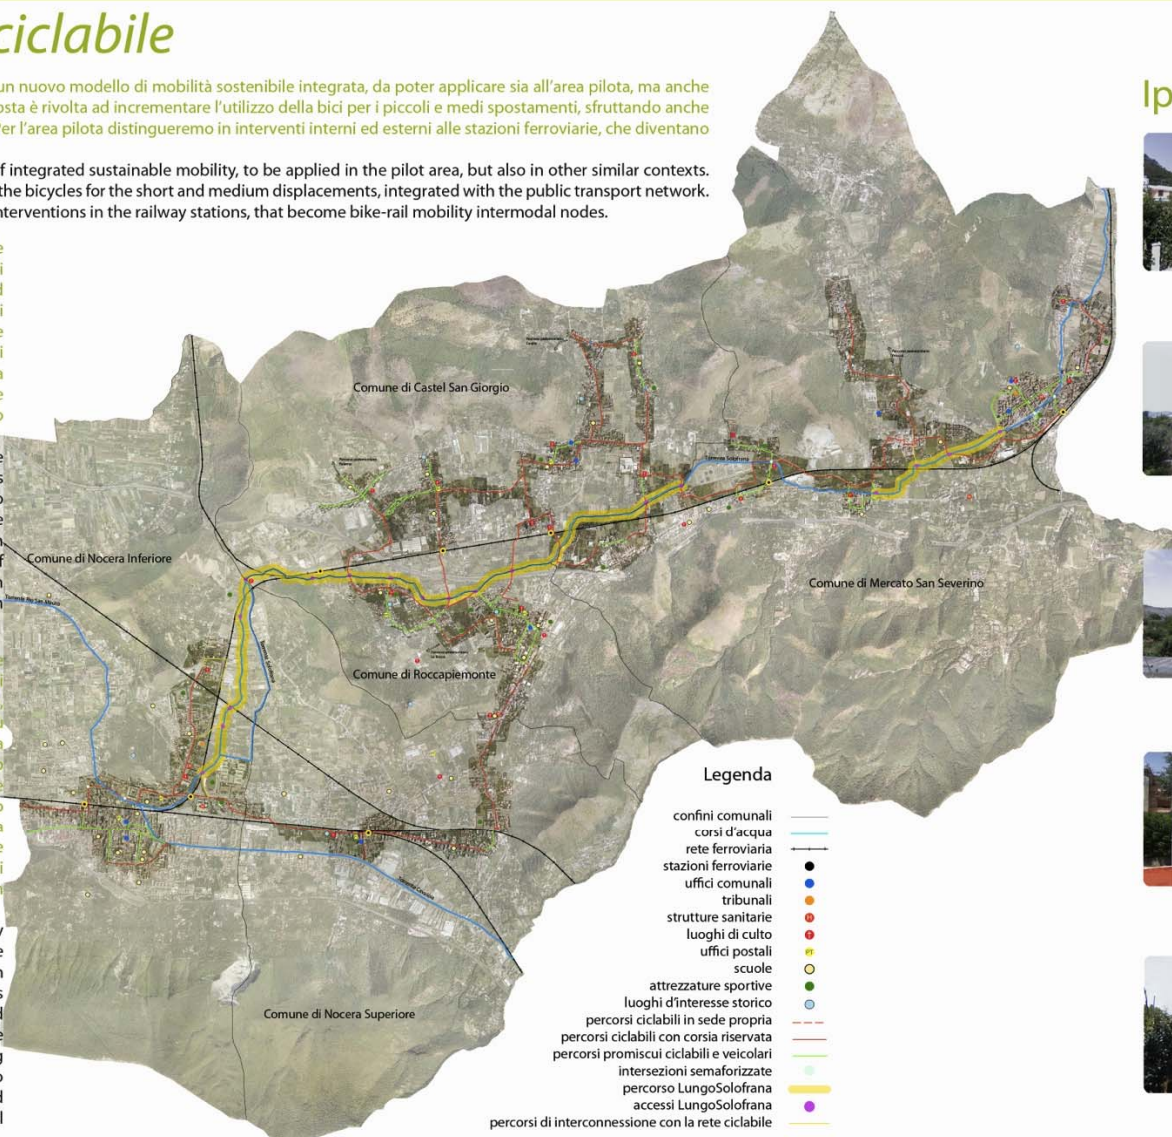 ciclabile
un nuovo modello di mobilità sostenibile integrata, da poter applicare sia all'area pilota, ma anche
osta è rivolta ad incrementare l'utilizzo della bici per i piccoli e medi spostamenti, sfruttando anche
Per l'area pilota distingueremo in interventi interni ed esterni alle stazioni ferroviarie, che diventano
f integrated sustainable mobility, to be applied in the pilot area, but also in other similar contexts.
the bicycles for the short and medium displacements, integrated with the public transport network.
nterventions in the railway stations, that become bike-rail mobility intermodal nodes.
Ip
Comune di Castel San Giorgio
Torrente Solofrana
Comune di Nocera Inferiore
Comune di Mercato San Severino
Comune di Roccapiemonte
Comune di Nocera Superiore
Legenda
confini comunali
corsi d'acqua
rete ferroviaria
stazioni ferroviarie
uffici comunali
tribunali
strutture sanitarie
luoghi di culto
uffici postali
scuole
attrezzature sportive
luoghi d'interesse storico
percorsi ciclabili in sede propria
percorsi ciclabili con corsia riservata
percorsi promiscui ciclabili e veicolari
intersezioni semaforizzate
percorso LungoSolofrana
accessi LungoSolofrana
percorsi di interconnessione con la rete ciclabile